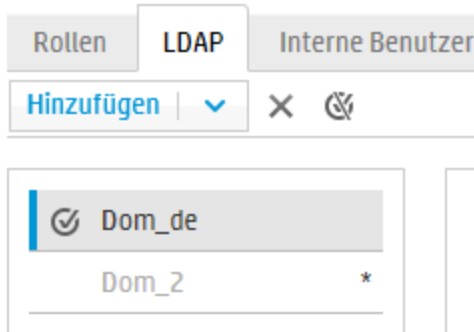 Rollen LDAP Interne Benutzer
Hinzufügen
Dom_de
Dom_2 *